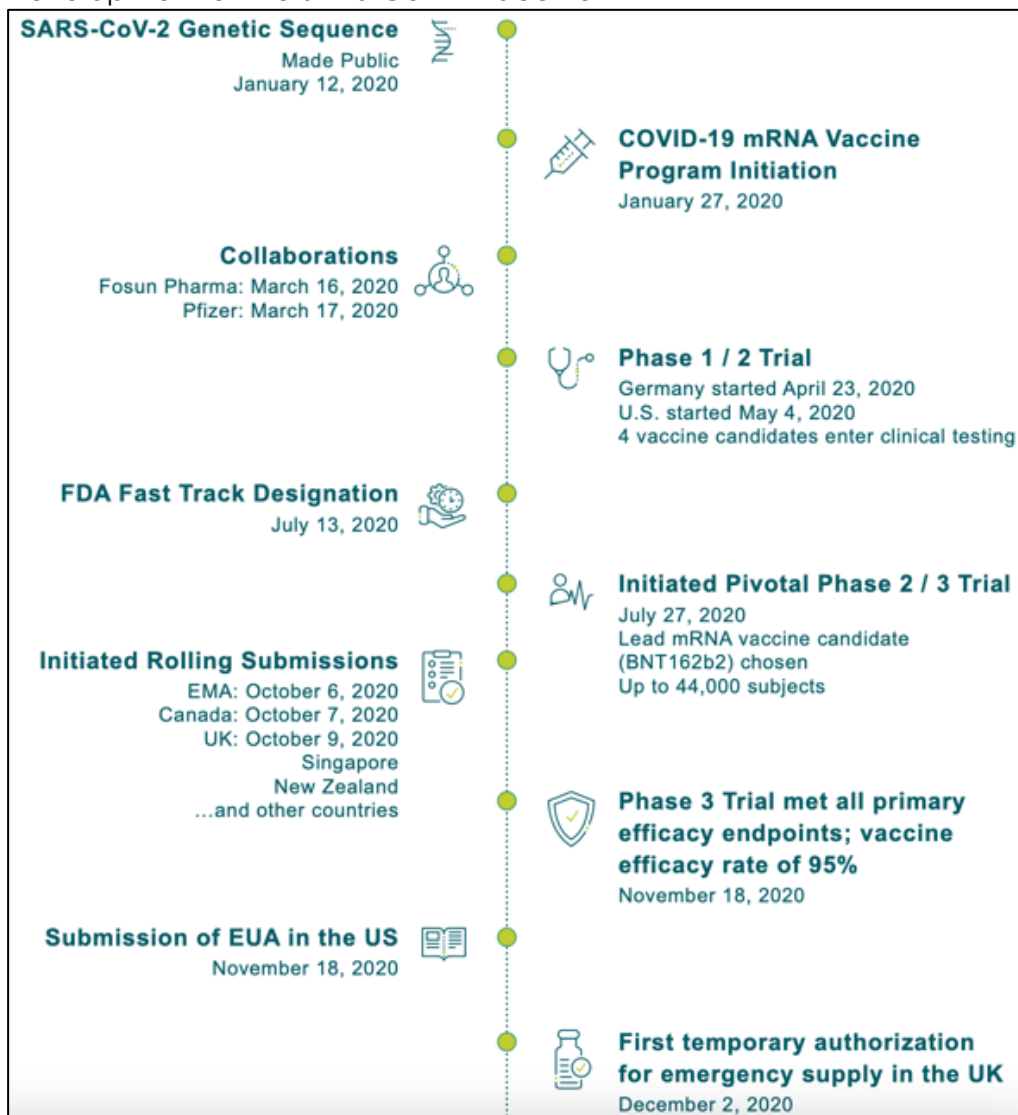 SARS-CoV-2 Genetic Sequence
Made Public
January 12, 2020
COVID-19 mRNA Vaccine
Program Initiation
January 27, 2020
Collaborations
Fosun Pharma: March 16, 2020
Pfizer: March 17, 2020
Phase 1 / 2 Trial
Germany started April 23, 2020
U.S. started May 4, 2020
4 vaccine candidates enter clinical testing
FDA Fast Track Designation
July 13, 2020
Initiated Pivotal Phase 2 / 3 Trial
July 27, 2020
Lead mRNA vaccine candidate
(BNT162b2) chosen
Up to 44,000 subjects
Initiated Rolling Submissions
EMA: October 6, 2020
Canada: October 7, 2020
UK: October 9, 2020
Singapore
New Zealand
...and other countries
Phase 3 Trial met all primary
efficacy endpoints; vaccine
efficacy rate of 95%
November 18, 2020
Submission of EUA in the US
November 18, 2020
First temporary authorization
for emergency supply in the UK
December 2, 2020